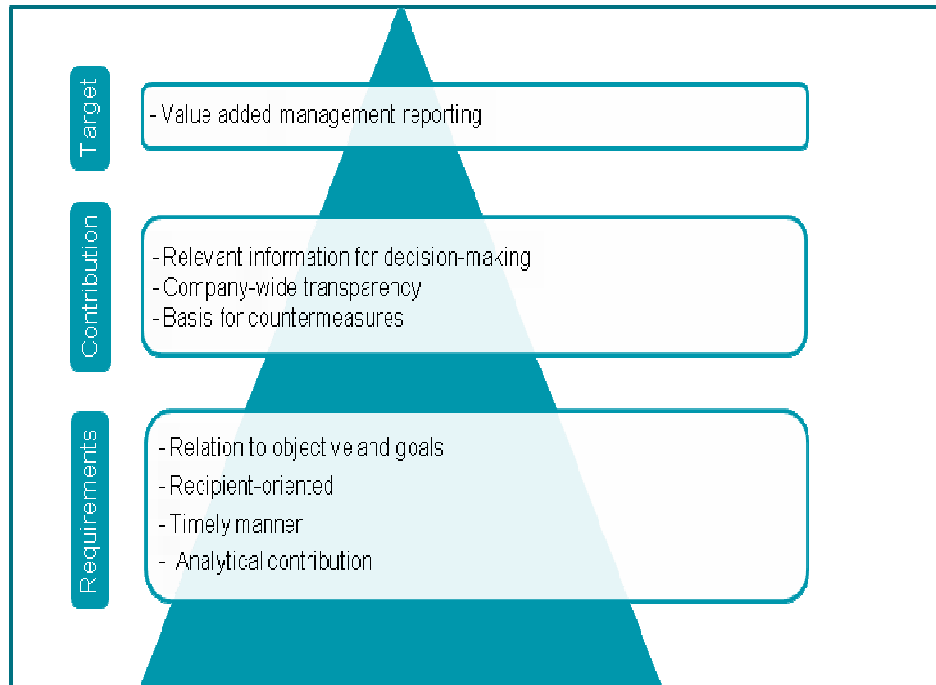 Target
- Value added management reporting
Contribution
- Relevant information for decision-making
- Company-wide transparency
- Basis for countermeasures
Requirements
- Relation to objective and goals
- Recipient-oriented
- Timely manner
- Analytical contribution